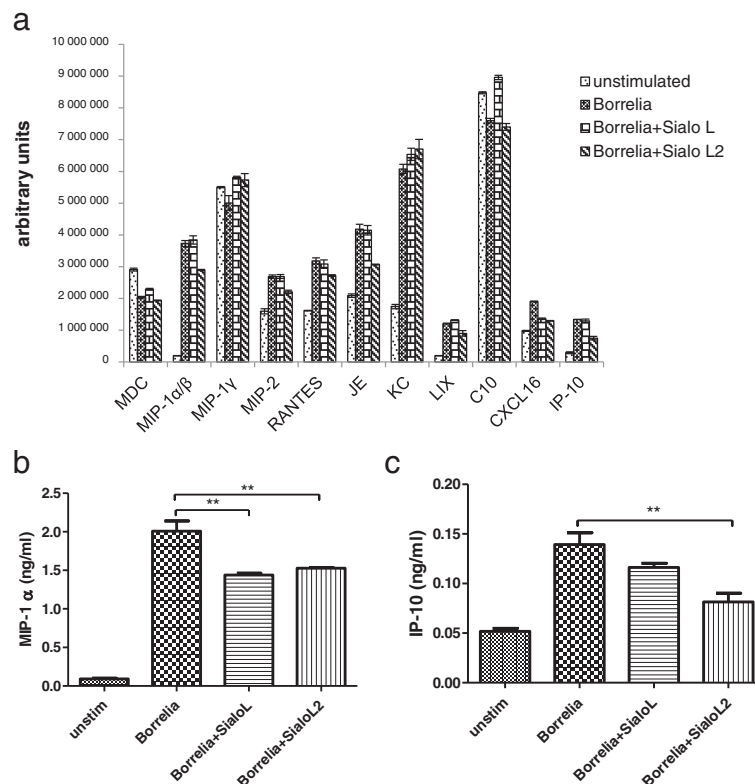 a
arbitrary units
10 000 000
9 000 000
8 000 000
7 000 000
6 000 000
5 000 000
4 000 000
3 000 000
2 000 000
1 000 000
0
unstimulated
Borrelia
Borrelia+Sialo L
Borrelia+Sialo L2
MDC
MIP-1α/β
MIP-1γ
MIP-2
RANTES
JE
KC
LIX
C10
CXCL16
IP-10
b
MIP-1 α (ng/ml)
2.5
2.0
1.5
1.0
0.5
0.0
**
**
unstim
Borrelia
Borrelia+SialoL
Borrelia+SialoL2
c
IP-10 (ng/ml)
0.20
0.15
0.10
0.05
0.00
**
unstim
Borrelia
Borrelia+SialoL
Borrelia+SialoL2